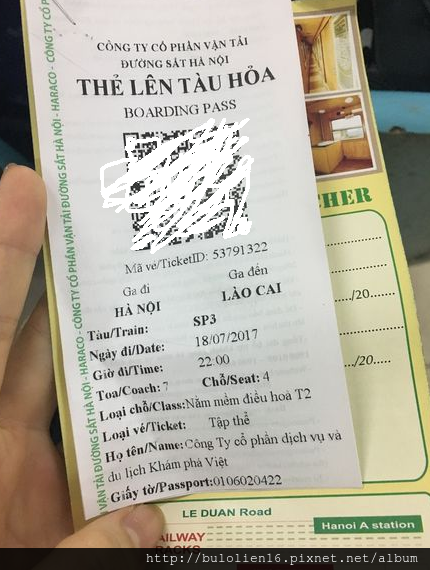 CÔNG TY CỔ PHẦN VẬN TẢI
ĐƯỜNG SẮT HÀ NỘI
THẺ LÊN TÀU HỎA
BOARDING PASS
Mã vé/TicketID: 53791322
Ga đi Ga đến
HÀ NỘI LÀO CAI
Tàu/Train: SP3
Ngày đi/Date: 18/07/2017
Giờ đi/Time: 22:00
Toa/Coach: 7 Chỗ/Seat: 4
Loại chỗ/Class:Nằm mềm điều hoà T2
Loại vé/Ticket: Tập thể
Họ tên/Name:Công Ty cổ phần dịch vụ và
du lịch Khám phá Việt
Giấy tờ/Passport:0106020422
VẬN TẢI ĐƯỜNG SẮT HÀ NỘI - HARACO - CÔNG TY CỔ PHẦN VẬN TẢI ĐƯỜNG SẮT HÀ NỘI - HARACO - CÔNG TY CỔ P
/20
/20
LE DUAN Road
Hanoi A station
http://bulolien16.pixnet.net/album